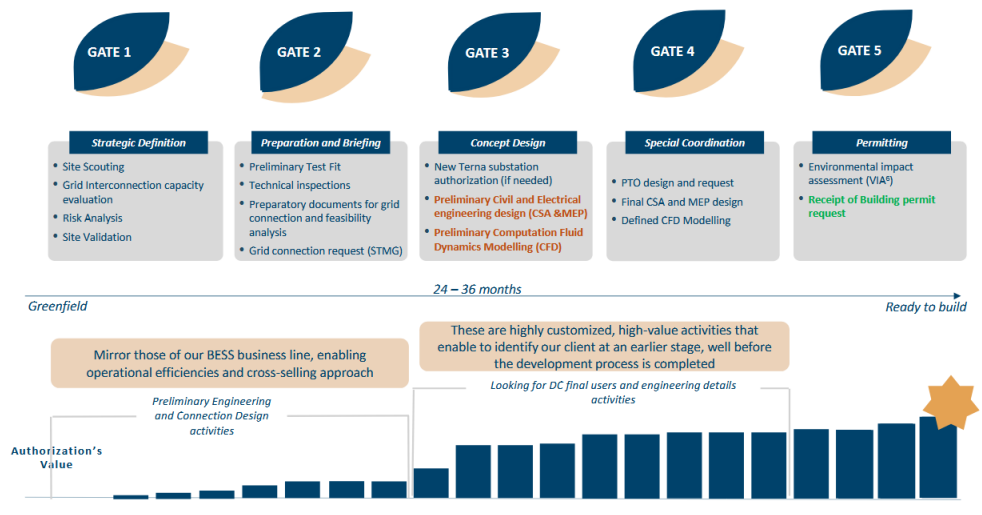 GATE 1
GATE 2
GATE 3
GATE 4
GATE 5
Strategic Definition
• Site Scouting
• Grid Interconnection capacity
evaluation
• Risk Analysis
• Site Validation
Preparation and Briefing
• Preliminary Test Fit
• Technical inspections
• Preparatory documents for grid
connection and feasibility
analysis
• Grid connection request (STMG)
Concept Design
• New Terna substation
authorization (if needed)
• Preliminary Civil and Electrical
engineering design (CSA &MEP)
• Preliminary Computation Fluid
Dynamics Modelling (CFD)
Special Coordination
• PTO design and request
• Final CSA and MEP design
• Defined CFD Modelling
Permitting
• Environmental impact
assessment (VIA⁶)
• Receipt of Building permit
request
24 – 36 months
Greenfield
Ready to build
Mirror those of our BESS business line, enabling
operational efficiencies and cross-selling approach
These are highly customized, high-value activities that
enable to identify our client at an earlier stage, well before
the development process is completed
Preliminary Engineering
and Connection Design
activities
Looking for DC final users and engineering details
activities
Authorization's
Value